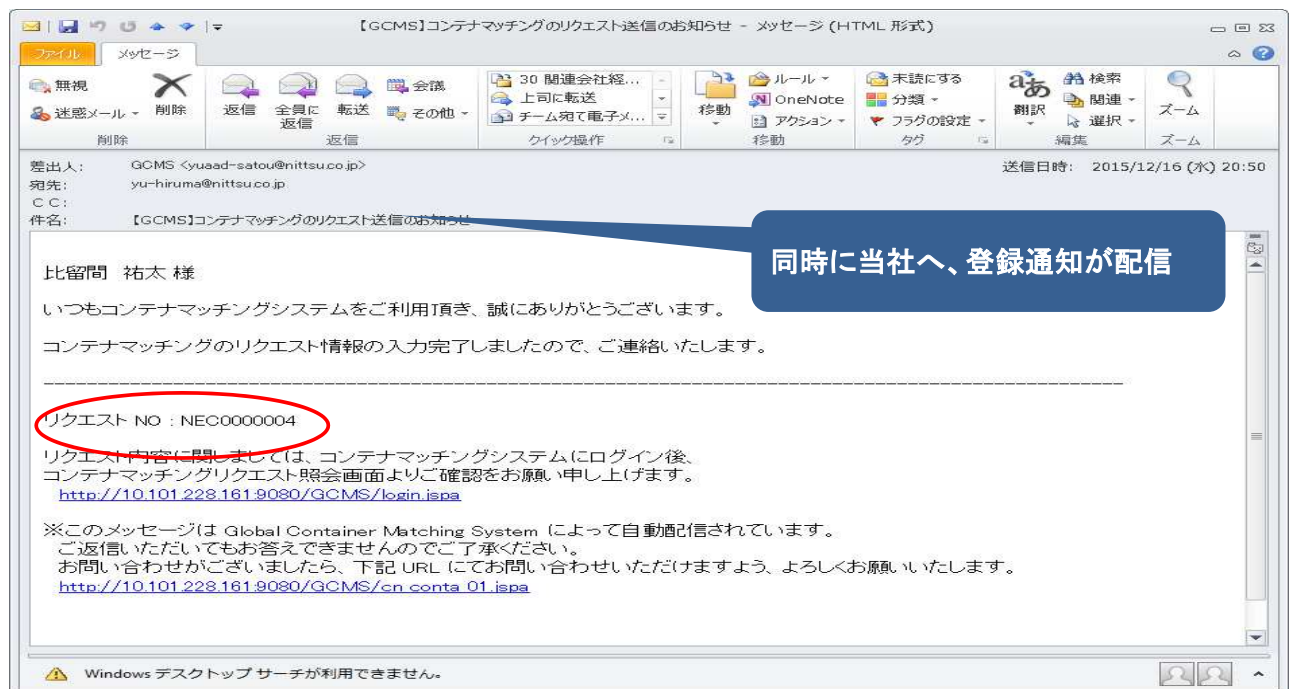 【GCMS】コンテナマッチングのリクエスト送信のお知らせ - メッセージ (HTML 形式)
ファイル メッセージ
無視
迷惑メール
削除
削除
返信
全員に返信
転送
会議
その他
返信
30 関連会社経...
上司に転送
チーム宛て電子メ...
クイック操作
移動
ルール
OneNote
アクション
移動
未読にする
分類
フラグの設定
タグ
翻訳
検索
関連
選択
編集
ズーム
ズーム
差出人: GCMS <yuaad-satou@nittsu.co.jp>
送信日時: 2015/12/16 (水) 20:50
宛先: yu-hiruma@nittsu.co.jp
CC:
件名: 【GCMS】コンテナマッチングのリクエスト送信のお知らせ
同時に当社へ、登録通知が配信
比留間 祐太 様
いつもコンテナマッチングシステムをご利用頂き、誠にありがとうございます。
コンテナマッチングのリクエスト情報の入力完了しましたので、ご連絡いたします。
リクエスト NO : NEC0000004
リクエスト内容に関しましては、コンテナマッチングシステムにログイン後、
コンテナマッチングリクエスト照会画面よりご確認をお願い申し上げます。
http://10.101.228.161:9080/GCMS/login.jspa
※このメッセージは Global Container Matching System によって自動配信されています。
ご返信いただいてもお答えできませんのでご了承ください。
お問い合わせがございましたら、下記 URL にてお問い合わせいただけますよう、よろしくお願いいたします。
http://10.101.228.161:9080/GCMS/cn_conta_01.jspa
Windows デスクトップ サーチが利用できません。